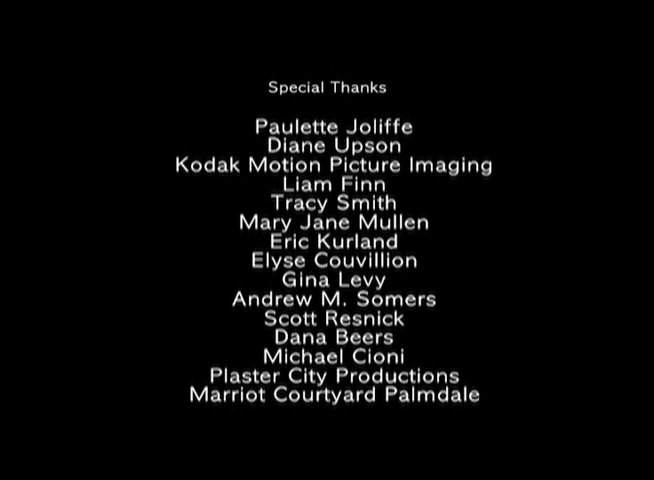 Special Thanks
Paulette Joliffe
Diane Upson
Kodak Motion Picture Imaging
Liam Finn
Tracy Smith
Mary Jane Mullen
Eric Kurland
Elyse Couvillion
Gina Levy
Andrew M. Somers
Scott Resnick
Dana Beers
Michael Cioni
Plaster City Productions
Marriot Courtyard Palmdale